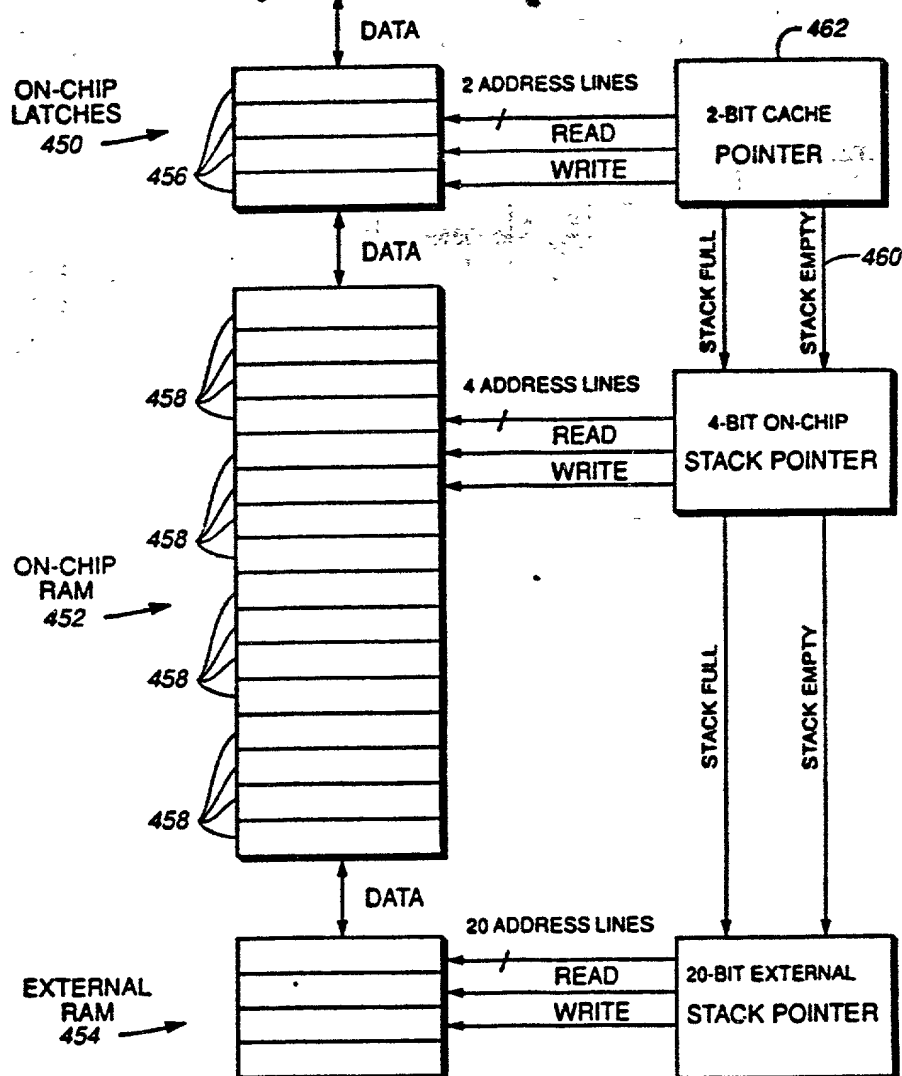 DATA
462
ON-CHIP
LATCHES
450
2 ADDRESS LINES
READ
WRITE
2-BIT CACHE
POINTER
456
DATA
STACK FULL
STACK EMPTY
460
458
4 ADDRESS LINES
READ
WRITE
4-BIT ON-CHIP
STACK POINTER
458
ON-CHIP
RAM
452
458
STACK FULL
STACK EMPTY
458
DATA
20 ADDRESS LINES
READ
WRITE
20-BIT EXTERNAL
STACK POINTER
EXTERNAL
RAM
454